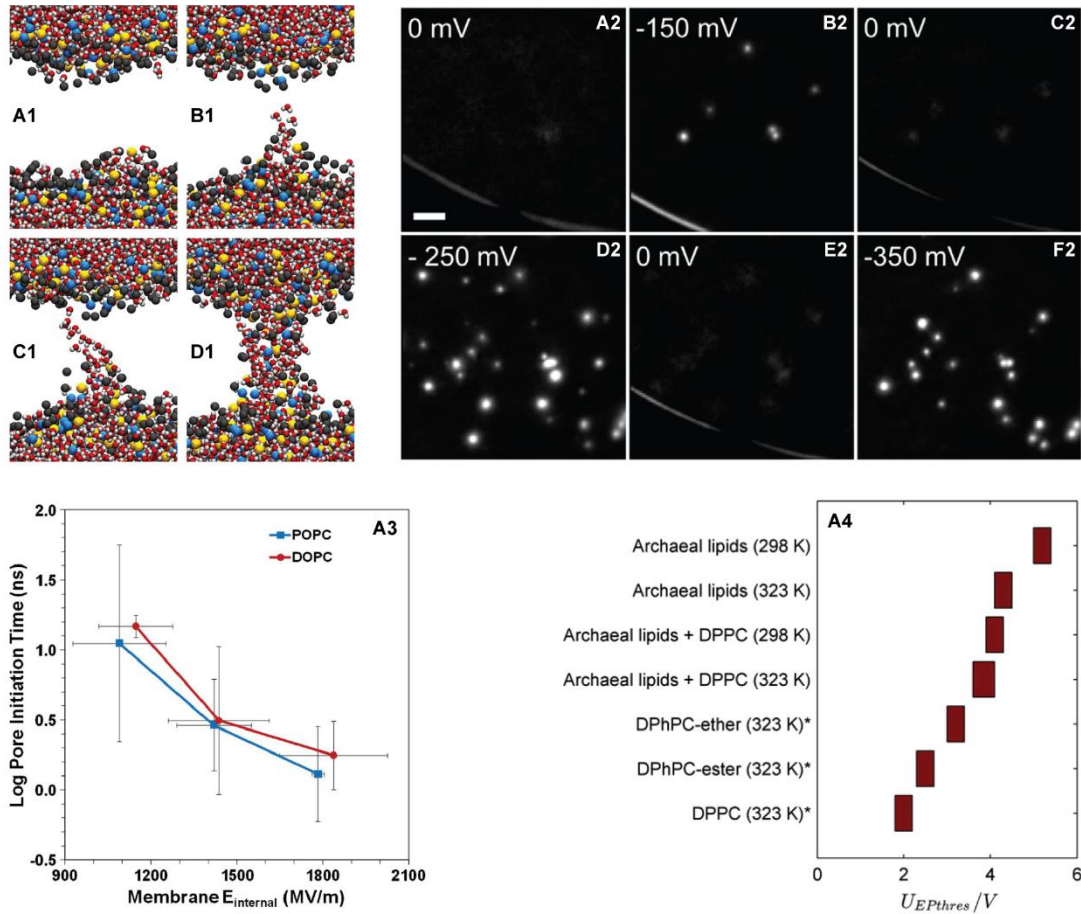 A1
B1
C1
D1
0 mV
A2
-150 mV
B2
0 mV
C2
- 250 mV
D2
0 mV
E2
-350 mV
F2
A3
POPC
DOPC
Log Pore Initiation Time (ns)
2.0
1.5
1.0
0.5
0.0
-0.5
900 1200 1500 1800 2100
Membrane Einternal (MV/m)
A4
Archaeal lipids (298 K)
Archaeal lipids (323 K)
Archaeal lipids + DPPC (298 K)
Archaeal lipids + DPPC (323 K)
DPhPC-ether (323 K)*
DPhPC-ester (323 K)*
DPPC (323 K)*
0 2 4 6
UEPthres/V